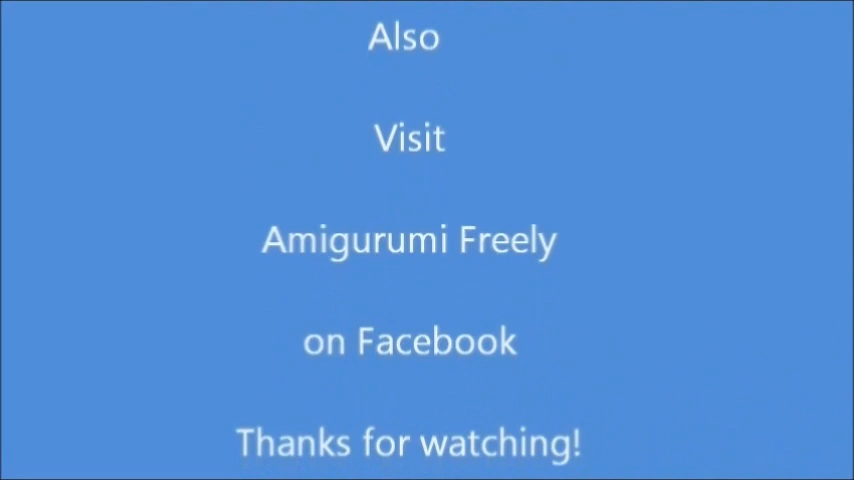 Also
Visit
Amigurumi Freely
on Facebook
Thanks for watching!